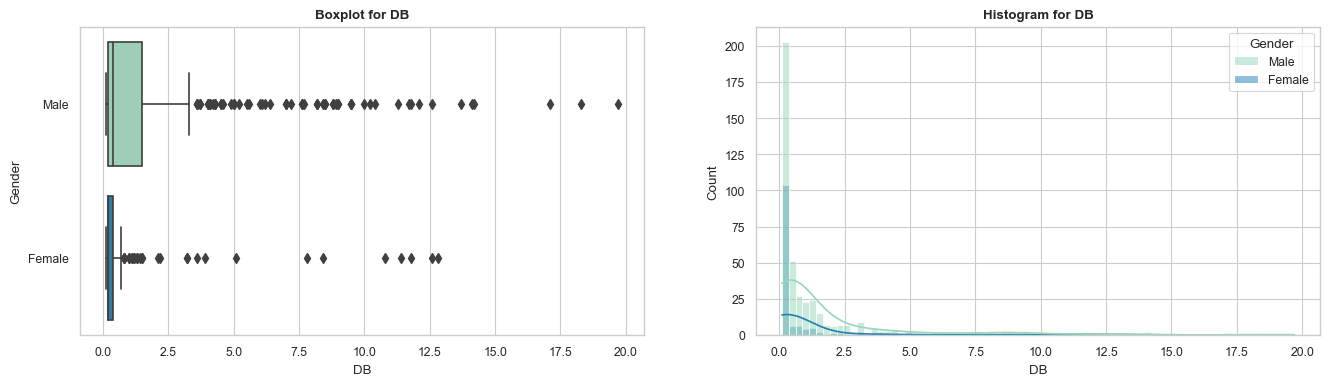 Boxplot for DB
Gender
Male
Female
0.0 2.5 5.0 7.5 10.0 12.5 15.0 17.5 20.0
DB
Histogram for DB
Count
200
175
150
125
100
75
50
25
0
Gender
Male
Female
0.0 2.5 5.0 7.5 10.0 12.5 15.0 17.5 20.0
DB